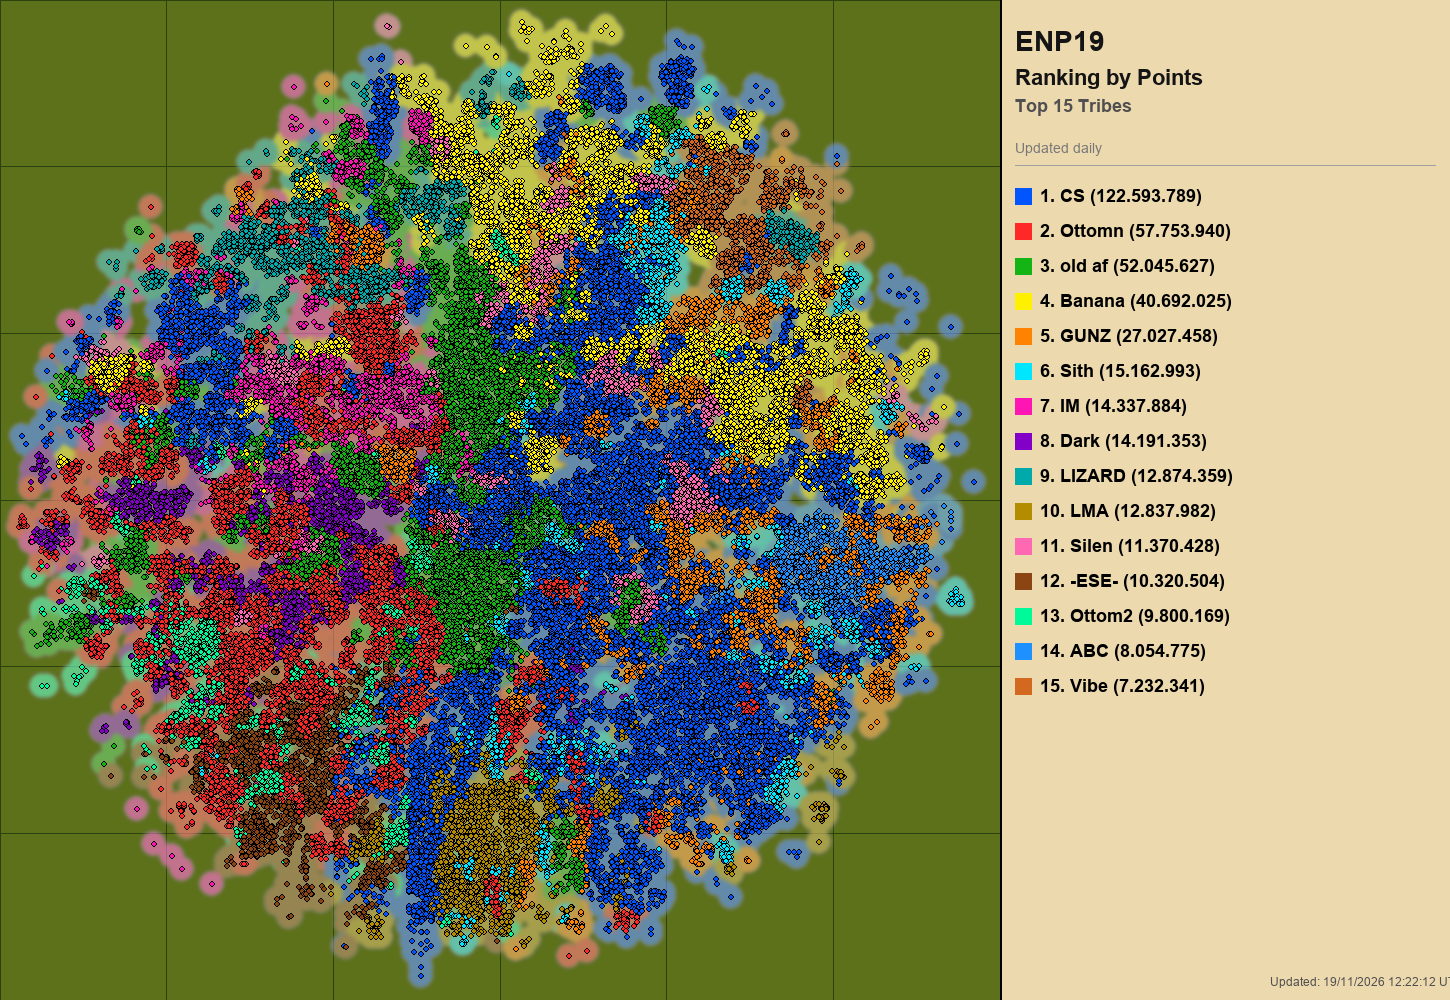 ENP19
Ranking by Points
Top 15 Tribes
Updated daily
1. CS (122.593.789)
2. Ottomn (57.753.940)
3. old af (52.045.627)
4. Banana (40.692.025)
5. GUNZ (27.027.458)
6. Sith (15.162.993)
7. IM (14.337.884)
8. Dark (14.191.353)
9. LIZARD (12.874.359)
10. LMA (12.837.982)
11. Silen (11.370.428)
12. -ESE- (10.320.504)
13. Ottom2 (9.800.169)
14. ABC (8.054.775)
15. Vibe (7.232.341)
Updated: 19/11/2026 12:22:12 U